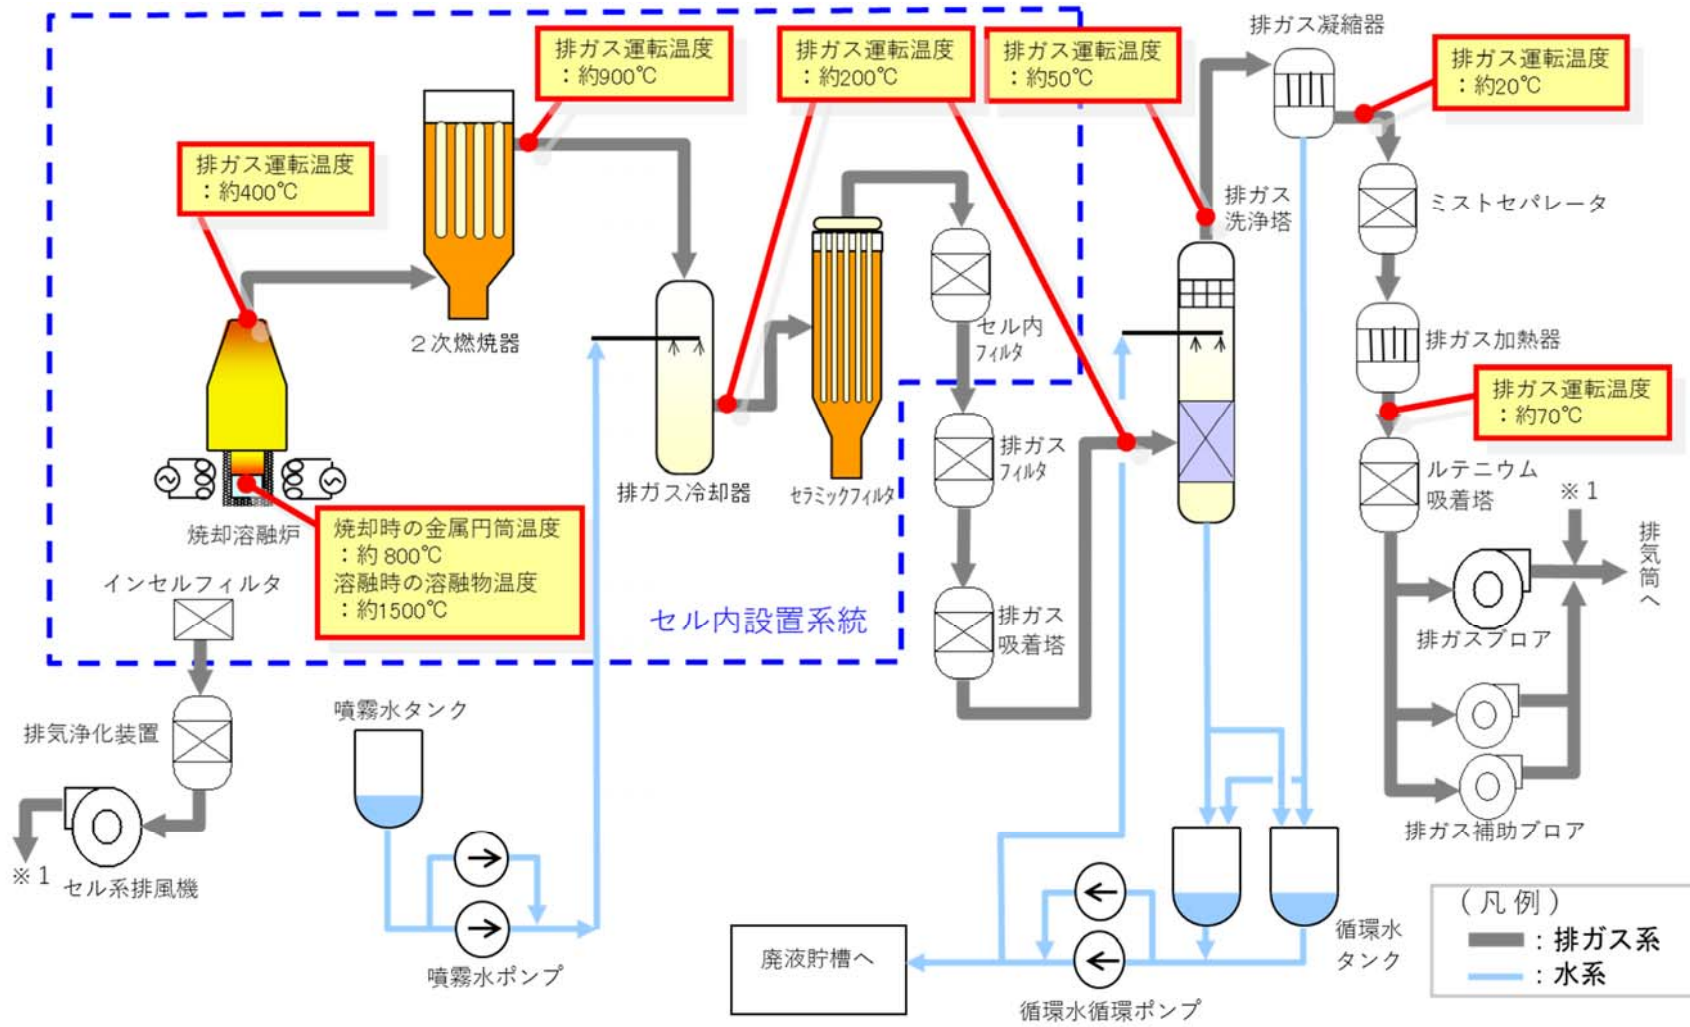 排ガス凝縮器
排ガス運転温度
：約900℃
排ガス運転温度
：約200℃
排ガス運転温度
：約50℃
排ガス運転温度
：約20℃
排ガス運転温度
：約400℃
排ガス
洗浄塔
ミストセパレータ
２次燃焼器
セル内
フィルタ
排ガス加熱器
排ガス運転温度
：約70℃
排ガス
フィルタ
ルテニウム
吸着塔
※１
排ガス冷却器
セラミックフィルタ
焼却溶融炉
焼却時の金属円筒温度
：約 800℃
溶融時の溶融物温度
：約1500℃
排気筒へ
インセルフィルタ
セル内設置系統
排ガス
吸着塔
排ガスブロア
噴霧水タンク
排気浄化装置
排ガス補助ブロア
※１
セル系排風機
噴霧水ポンプ
廃液貯槽へ
循環水
タンク
循環水循環ポンプ
（凡 例）
：排ガス系
：水系